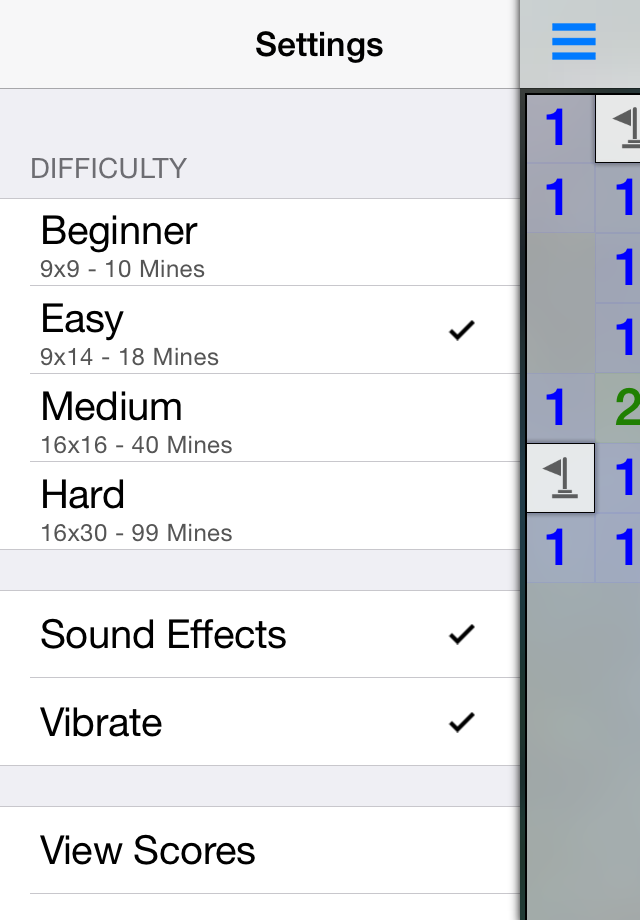 Settings
DIFFICULTY
Beginner
9x9 - 10 Mines
Easy
9x14 - 18 Mines
Medium
16x16 - 40 Mines
Hard
16x30 - 99 Mines
Sound Effects
Vibrate
View Scores
1
1 1
1
1
1 2
1
1 1